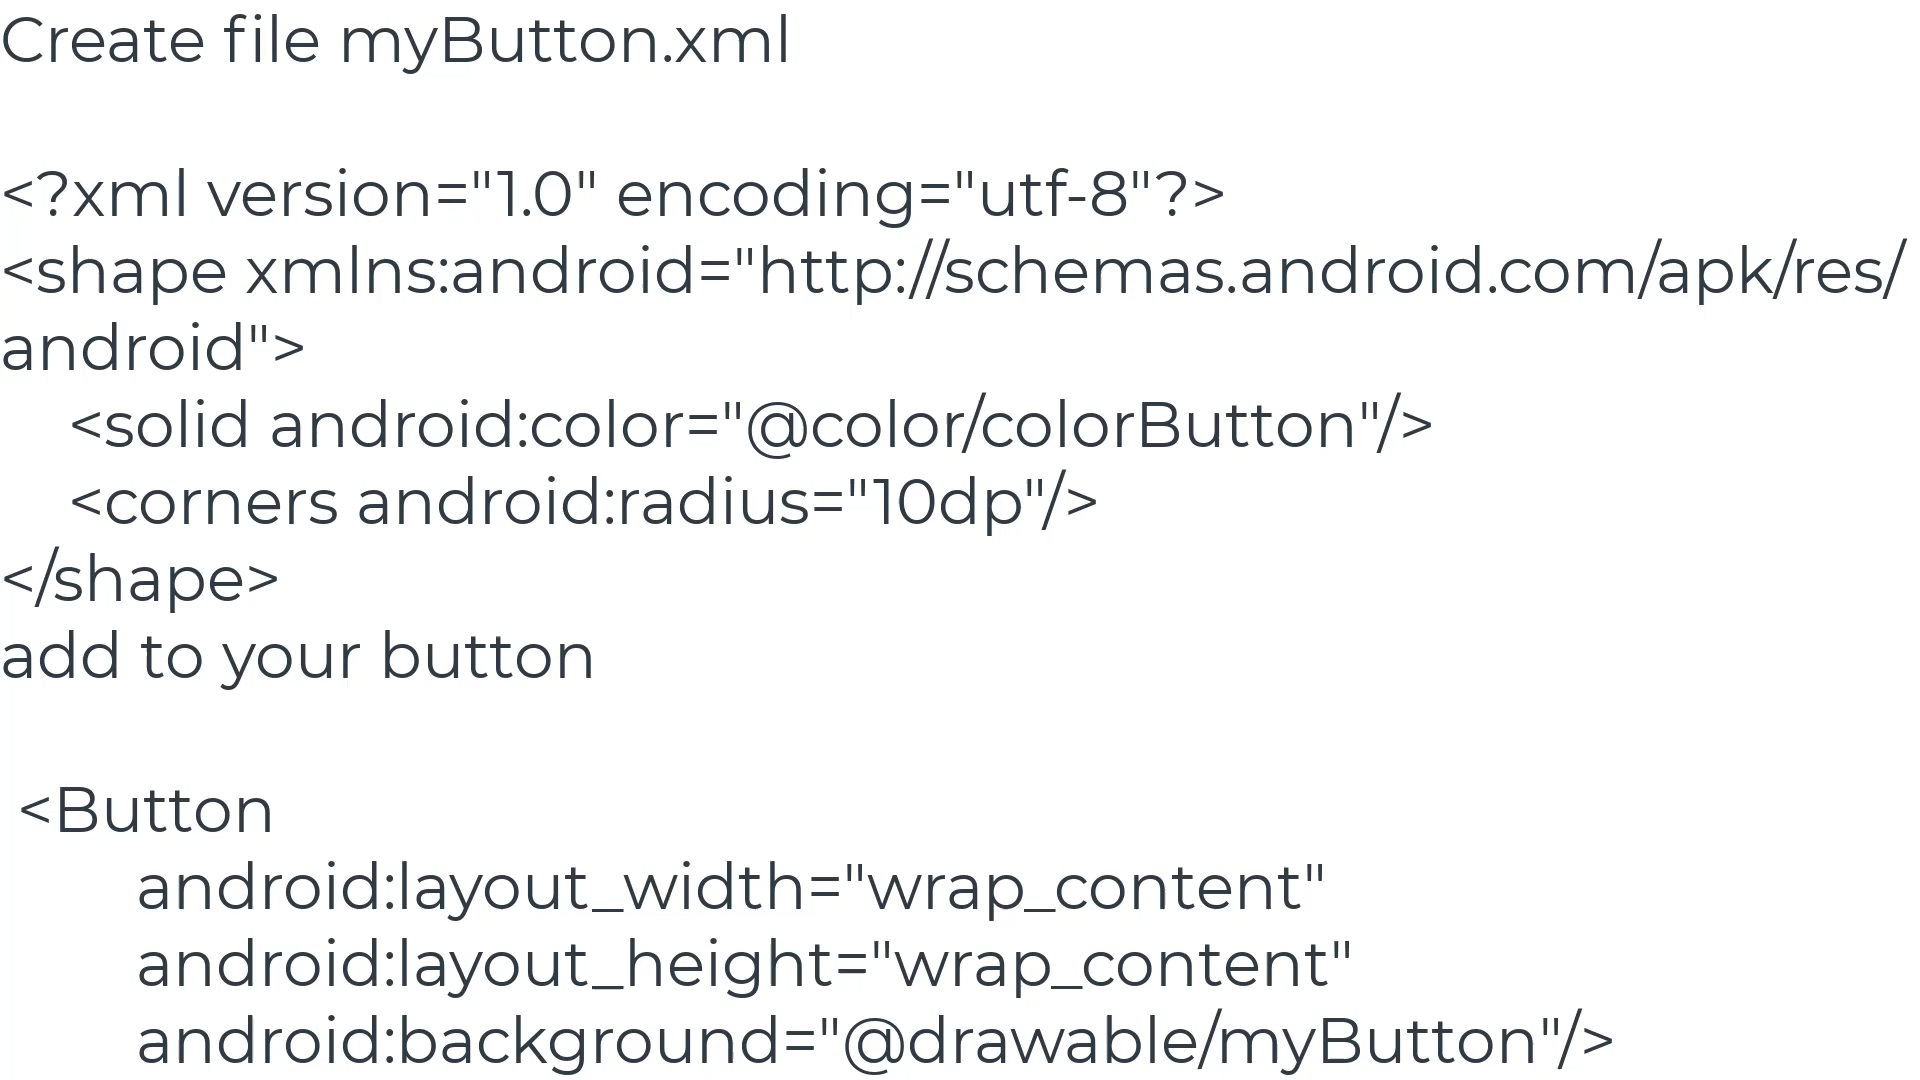 Create file myButton.xml
<?xml version="1.0" encoding="utf-8"?>
<shape xmlns:android="http://schemas.android.com/apk/res/
android">
<solid android:color="@color/colorButton"/>
<corners android:radius="10dp"/>
</shape>
add to your button
<Button
android:layout_width="wrap_content"
android:layout_height="wrap_content"
android:background="@drawable/myButton"/>